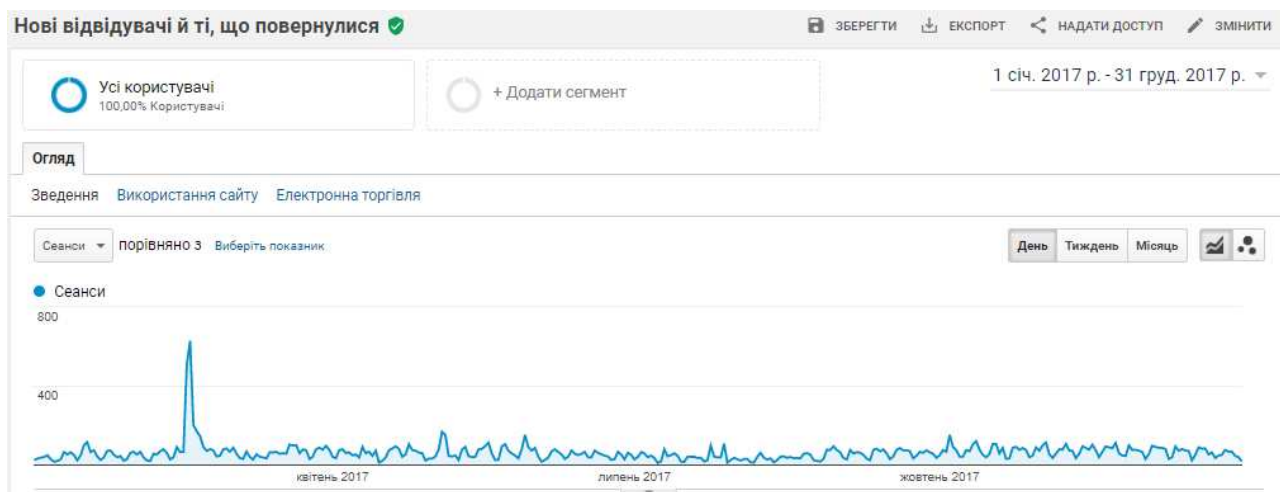 Нові відвідувачі й ті, що повернулися
ЗБЕРЕГТИ ЕКСПОРТ НАДАТИ ДОСТУП ЗМІНИТИ
Усі користувачі
100,00% Користувачі
+ Додати сегмент
1 січ. 2017 р. - 31 груд. 2017 р.
Огляд
Зведення Використання сайту Електронна торгівля
Сеанси порівняно з Виберіть показник
День Тиждень Місяць
Сеанси
800
400
квітень 2017 липень 2017 жовтень 2017